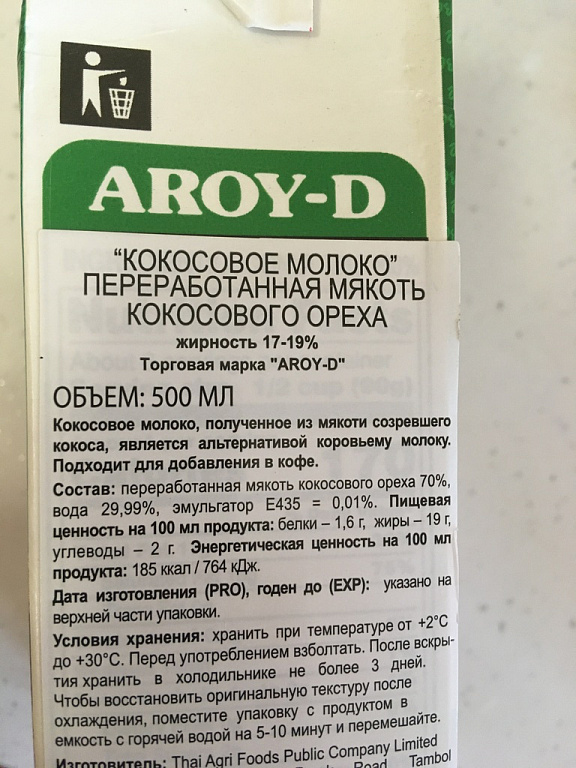 AROY-D
“КОКОСОВОЕ МОЛОКО”
ПЕРЕРАБОТАННАЯ МЯКОТЬ
КОКОСОВОГО ОРЕХА
жирность 17-19%
Торговая марка "AROY-D"
ОБЪЕМ: 500 МЛ
Кокосовое молоко, полученное из мякоти созревшего
кокоса, является альтернативой коровьему молоку.
Подходит для добавления в кофе.
Состав: переработанная мякоть кокосового ореха 70%,
вода 29,99%, эмульгатор Е435 = 0,01%. Пищевая
ценность на 100 мл продукта: белки – 1,6 г, жиры – 19 г,
углеводы – 2 г. Энергетическая ценность на 100 мл
продукта: 185 ккал / 764 кДж.
Дата изготовления (PRO), годен до (EXP): указано на
верхней части упаковки.
Условия хранения: хранить при температуре от +2°С
до +30°С. Перед употреблением взболтать. После вскры-
тия хранить в холодильнике не более 3 дней.
Чтобы восстановить оригинальную текстуру после
охлаждения, поместите упаковку с продуктом в
емкость с горячей водой на 5-10 минут и перемешайте.
Изготовитель: Thai Agri Foods Public Company Limited
Road, Tambol